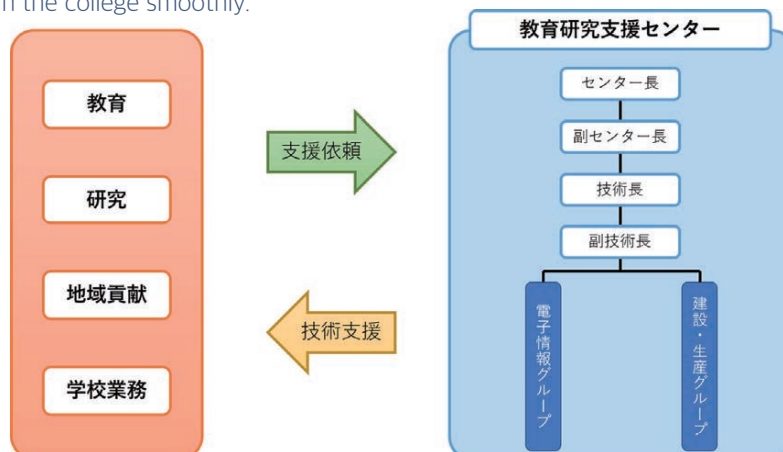 n the college smoothly.
教育
研究
地域貢献
学校業務
支援依頼
技術支援
教育研究支援センター
センター長
副センター長
技術長
副技術長
電子情報グループ
建設・生産グループ